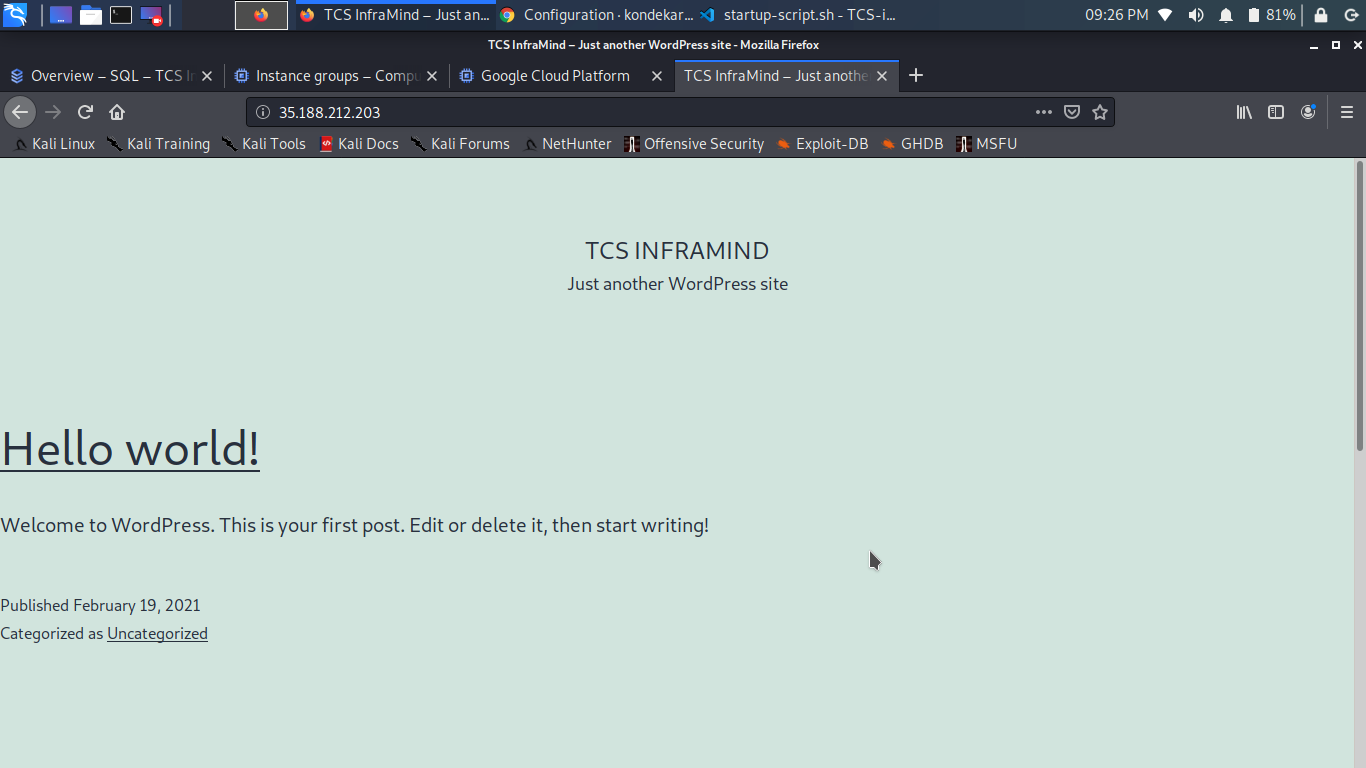 TCS InfraMind – Just an...
Configuration · kondekar...
startup-script.sh - TCS-i...
09:26 PM
81%
TCS InfraMind – Just another WordPress site - Mozilla Firefox
Overview – SQL – TCS In
Instance groups – Compu
Google Cloud Platform
TCS InfraMind – Just anothe
35.188.212.203
Kali Linux
Kali Training
Kali Tools
Kali Docs
Kali Forums
NetHunter
Offensive Security
Exploit-DB
GHDB
MSFU
TCS INFRAMIND
Just another WordPress site
Hello world!
Welcome to WordPress. This is your first post. Edit or delete it, then start writing!
Published February 19, 2021
Categorized as Uncategorized